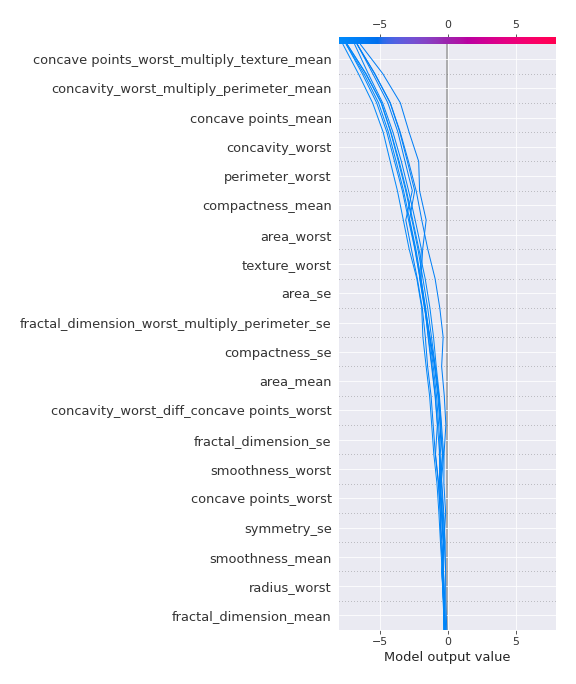 −5 0 5
concave points_worst_multiply_texture_mean
concavity_worst_multiply_perimeter_mean
concave points_mean
concavity_worst
perimeter_worst
compactness_mean
area_worst
texture_worst
area_se
fractal_dimension_worst_multiply_perimeter_se
compactness_se
area_mean
concavity_worst_diff_concave points_worst
fractal_dimension_se
smoothness_worst
concave points_worst
symmetry_se
smoothness_mean
radius_worst
fractal_dimension_mean
−5 0 5
Model output value